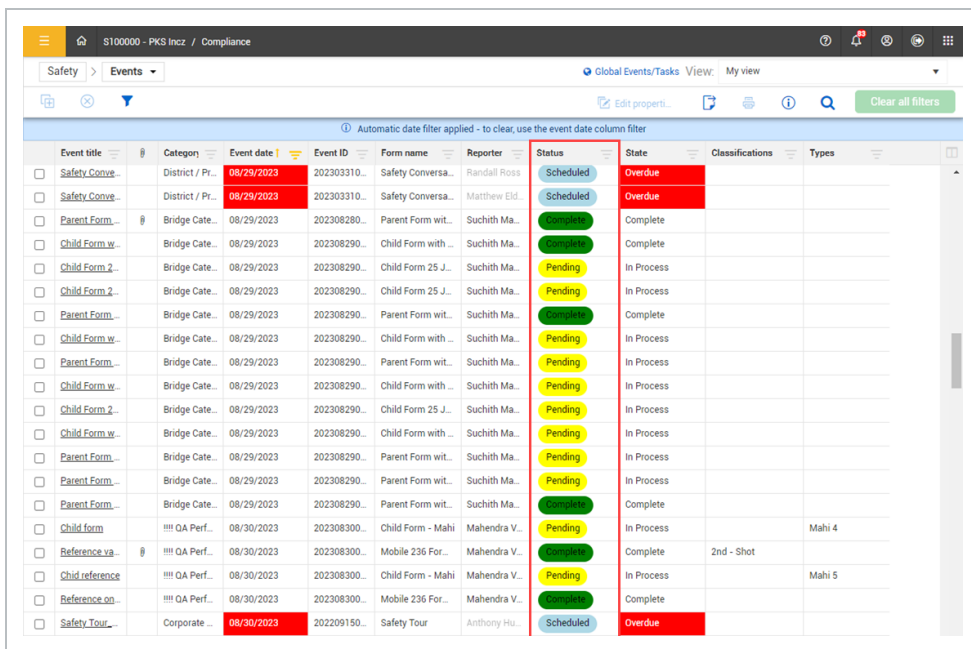 S100000 - PKS Incz / Compliance
83
Safety > Events
Global Events/Tasks View: My view
Edit properti...
Clear all filters
Automatic date filter applied - to clear, use the event date column filter
Event title Category Event date Event ID Form name Reporter Status State Classifications Types
Safety Conve... District / Pr... 08/29/2023 202303310... Safety Conversa... Randall Ross Scheduled Overdue
Safety Conve... District / Pr... 08/29/2023 202303310... Safety Conversa... Matthew Eld... Scheduled Overdue
Parent Form ... Bridge Cate... 08/29/2023 202308280... Parent Form wit... Suchith Ma... Complete Complete
Child Form w... Bridge Cate... 08/29/2023 202308290... Child Form with ... Suchith Ma... Complete Complete
Child Form 2... Bridge Cate... 08/29/2023 202308290... Child Form 25 J... Suchith Ma... Pending In Process
Child Form 2... Bridge Cate... 08/29/2023 202308290... Child Form 25 J... Suchith Ma... Pending In Process
Parent Form ... Bridge Cate... 08/29/2023 202308290... Parent Form wit... Suchith Ma... Complete Complete
Child Form w... Bridge Cate... 08/29/2023 202308290... Child Form with ... Suchith Ma... Pending In Process
Parent Form ... Bridge Cate... 08/29/2023 202308290... Parent Form wit... Suchith Ma... Pending In Process
Child Form w... Bridge Cate... 08/29/2023 202308290... Child Form with ... Suchith Ma... Pending In Process
Child Form 2... Bridge Cate... 08/29/2023 202308290... Child Form 25 J... Suchith Ma... Pending In Process
Child Form w... Bridge Cate... 08/29/2023 202308290... Child Form with ... Suchith Ma... Pending In Process
Parent Form ... Bridge Cate... 08/29/2023 202308290... Parent Form wit... Suchith Ma... Pending In Process
Parent Form ... Bridge Cate... 08/29/2023 202308290... Parent Form wit... Suchith Ma... Pending In Process
Parent Form ... Bridge Cate... 08/29/2023 202308290... Parent Form wit... Suchith Ma... Complete Complete
Child form !!!! QA Perf... 08/30/2023 202308300... Child Form - Mahi Mahendra V... Pending In Process Mahi 4
Reference va... !!!! QA Perf... 08/30/2023 202308300... Mobile 236 For... Mahendra V... Complete Complete 2nd - Shot
Chid reference !!!! QA Perf... 08/30/2023 202308300... Child Form - Mahi Mahendra V... Pending In Process Mahi 5
Reference on... !!!! QA Perf... 08/30/2023 202308300... Mobile 236 For... Mahendra V... Complete Complete
Safety Tour_... Corporate ... 08/30/2023 202209150... Safety Tour Anthony Hu... Scheduled Overdue